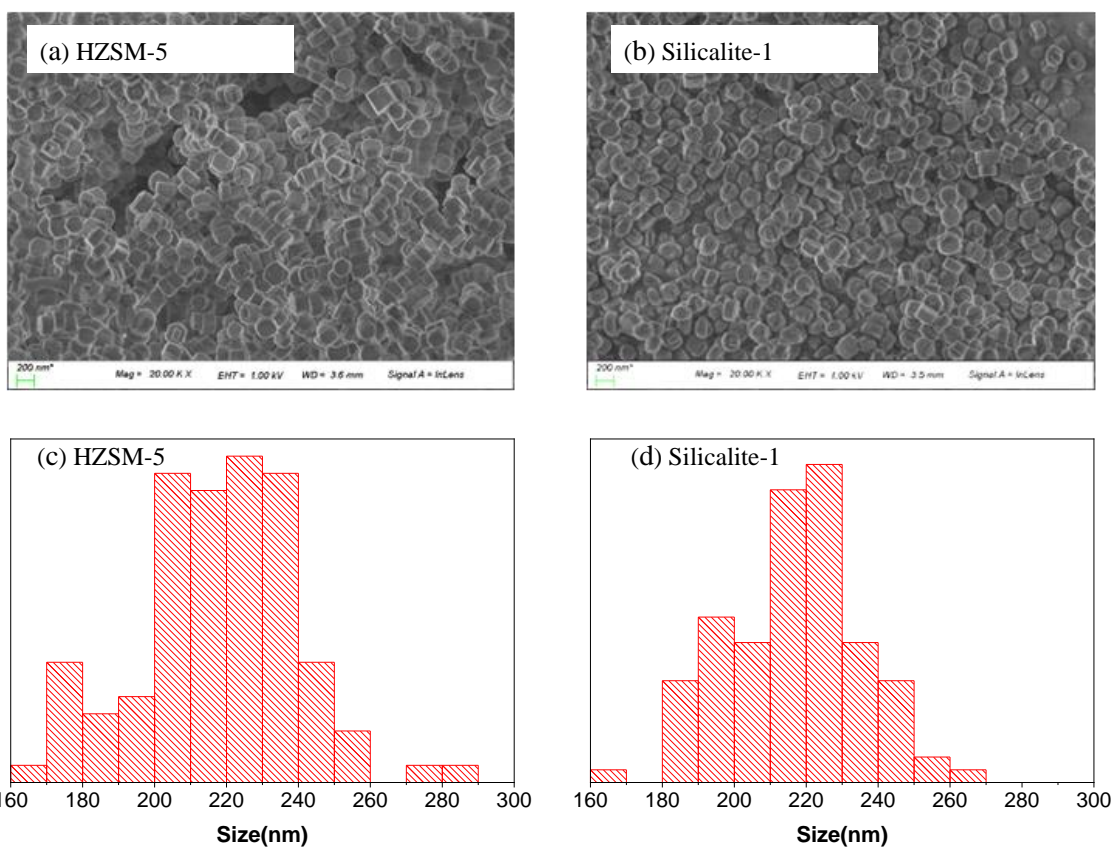 (a) HZSM-5
(b) Silicalite-1
200 nm*
Mag = 20.00 K X EHT = 1.00 kV WD = 3.6 mm Signal A = InLens
200 nm*
Mag = 20.00 K X EHT = 1.00 kV WD = 3.5 mm Signal A = InLens
(c) HZSM-5
(d) Silicalite-1
160 180 200 220 240 260 280 300
Size(nm)
160 180 200 220 240 260 280 300
Size(nm)